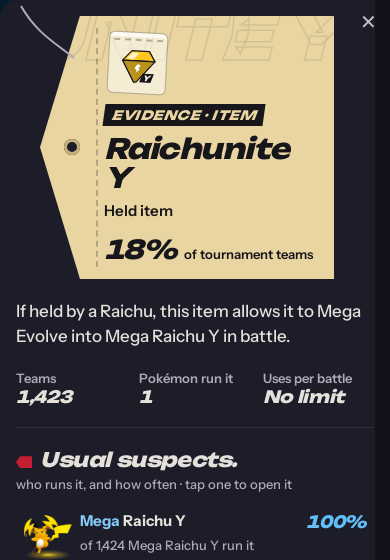 UNITE Y
×
Y
EVIDENCE · ITEM
Raichunite
Y
Held item
18% of tournament teams
If held by a Raichu, this item allows it to Mega
Evolve into Mega Raichu Y in battle.
Teams
Pokémon run it
Uses per battle
1,423
1
No limit
Usual suspects.
who runs it, and how often · tap one to open it
Mega Raichu Y
100%
of 1,424 Mega Raichu Y run it